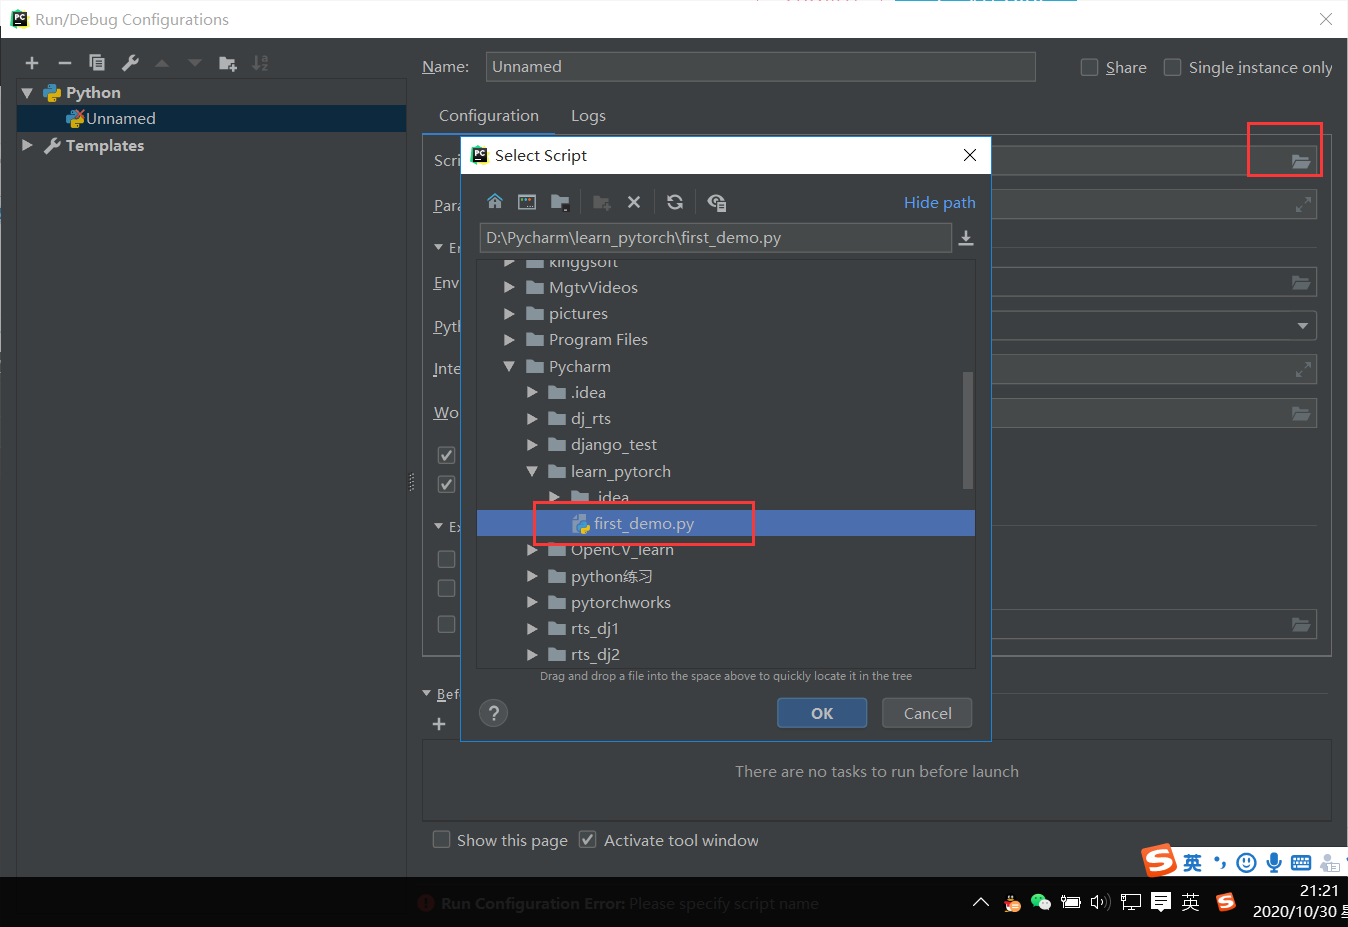 Run/Debug Configurations
Python
Unnamed
Templates
Name:
Unnamed
Share
Single instance only
Configuration
Logs
Scri
Para
Env
Pyth
Inte
Wo
Select Script
Hide path
D:\Pycharm\learn_pytorch\first_demo.py
kinggsoft
MgtvVideos
pictures
Program Files
Pycharm
.idea
dj_rts
django_test
learn_pytorch
.idea
first_demo.py
OpenCV_learn
python练习
pytorchworks
rts_dj1
rts_dj2
Drag and drop a file into the space above to quickly locate it in the tree
?
OK
Cancel
Befo
There are no tasks to run before launch
Show this page
Activate tool window
英
Run Configuration Error: Please specify script name
英
21:21
2020/10/30